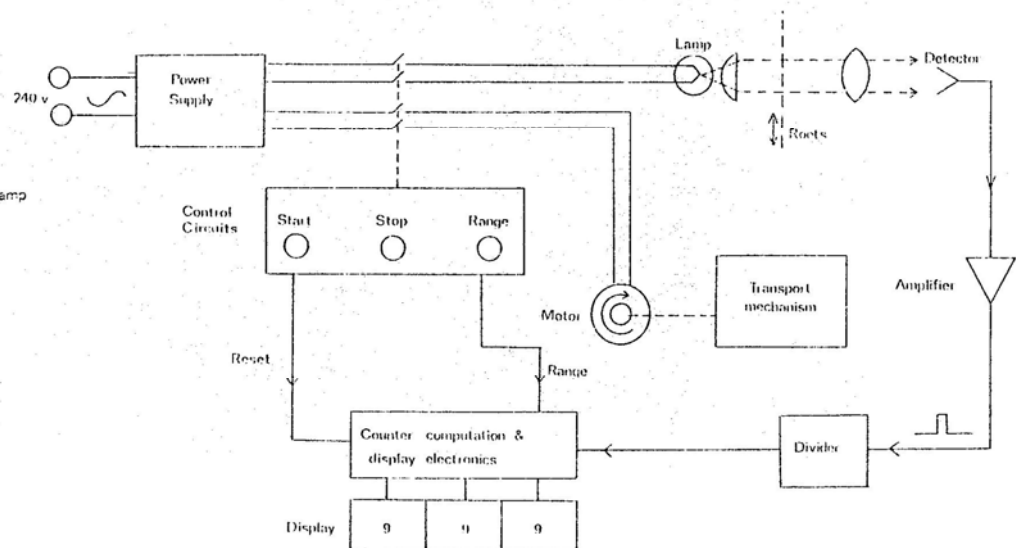 Lamp
Detector
Power
Supply
240 v
Roots
amp
Control
Circuits
Start
Stop
Range
Transport
mechanism
Amplifier
Motor
Reset
Range
Counter computation &
display electronics
Divider
Display
9
9
9